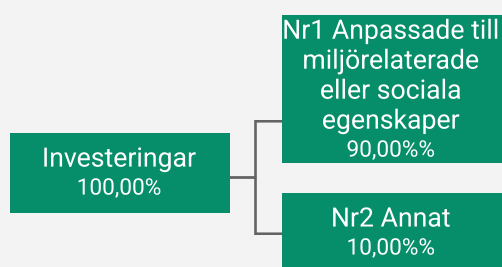 Nr1 Anpassade till
miljörelaterade
eller sociala
egenskaper
90,00%%
Investeringar
100,00%
Nr2 Annat
10,00%%